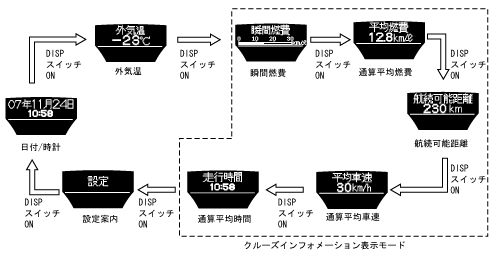 外気温
-23℃
外気温
DISP
スイッチ
ON
瞬間燃費
0 10 20 30
km/ℓ
瞬間燃費
DISP
スイッチ
ON
平均燃費
12.8km/ℓ
通算平均燃費
DISP
スイッチ
ON
航続可能距離
230 km
航続可能距離
DISP
スイッチ
ON
平均車速
30km/h
通算平均車速
DISP
スイッチ
ON
走行時間
10:58
通算平均時間
DISP
スイッチ
ON
設定
設定案内
DISP
スイッチ
ON
07年11月24日
10:58
日付/時計
DISP
スイッチ
ON
クルーズインフォメーション表示モード